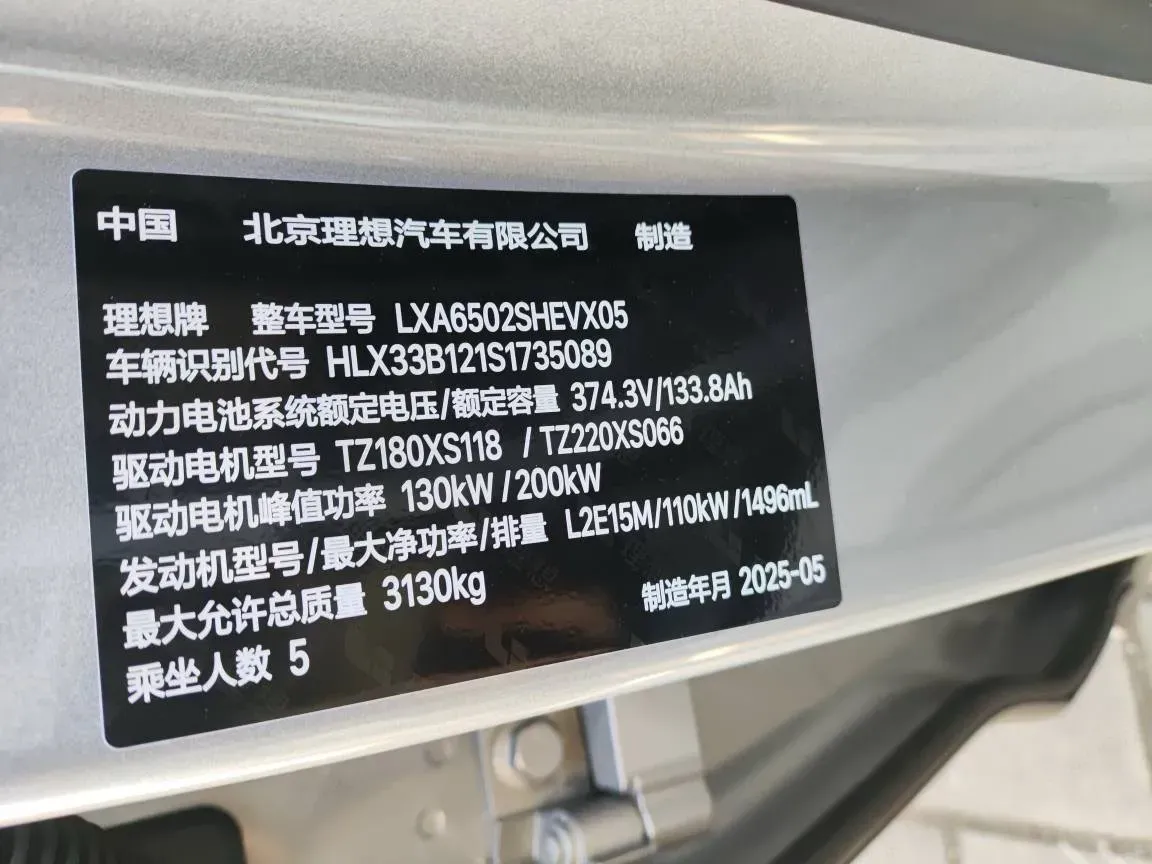 中国 北京理想汽车有限公司 制造
理想牌 整车型号 LXA6502SHEVX05
车辆识别代号 HLX33B121S1735089
动力电池系统额定电压/额定容量 374.3V/133.8Ah
驱动电机型号 TZ180XS118 /TZ220XS066
驱动电机峰值功率 130kW/200kW
发动机型号/最大净功率/排量 L2E15M/110kW/1496mL
最大允许总质量 3130kg 制造年月 2025-05
乘坐人数 5